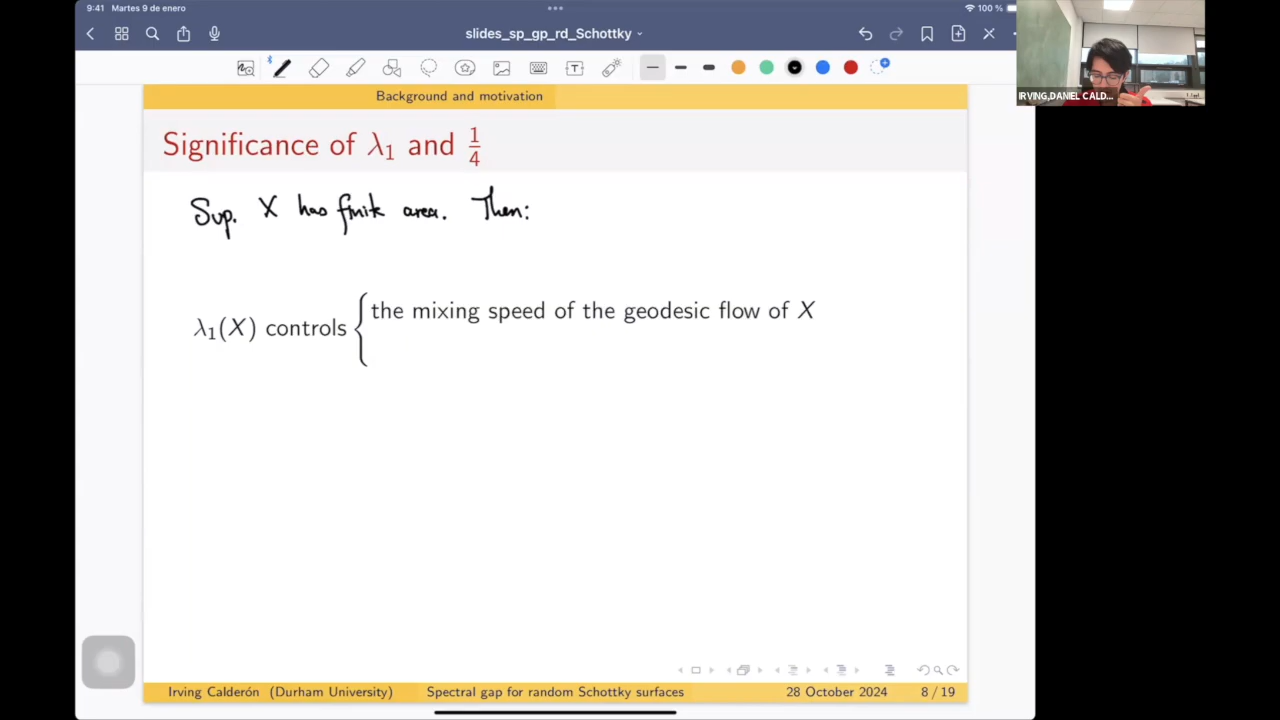 9:41 Martes 9 de enero
100 %
slides_sp_gp_rd_Schottky
IRVING,DANIEL CALD...
Background and motivation
Significance of λ₁ and 1/4
Sup. X has finite area. Then:
λ₁(X) controls { the mixing speed of the geodesic flow of X
Irving Calderón (Durham University) Spectral gap for random Schottky surfaces 28 October 2024 8 / 19